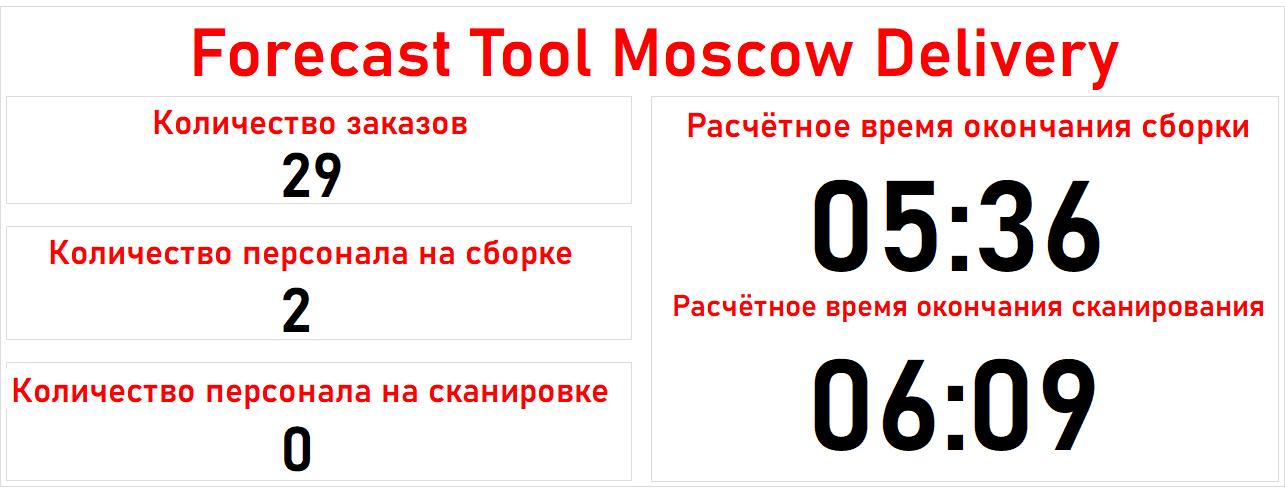 Forecast Tool Moscow Delivery
Количество заказов
29
Количество персонала на сборке
2
Количество персонала на сканировке
0
Расчётное время окончания сборки
05:36
Расчётное время окончания сканирования
06:09